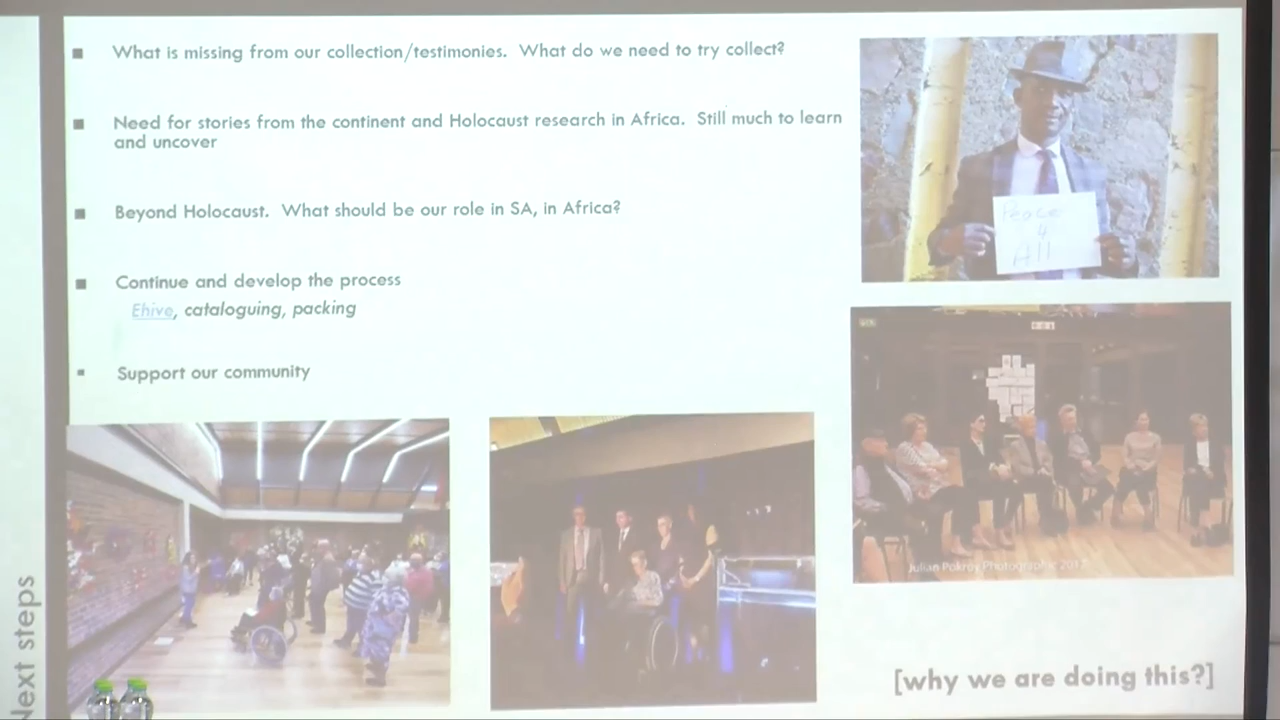 What is missing from our collection/testimonies. What do we need to try collect?
Need for stories from the continent and Holocaust research in Africa. Still much to learn
and uncover
Beyond Holocaust. What should be our role in SA, in Africa?
Continue and develop the process
Ehive, cataloguing, packing
Support our community
Peace
4
All
Julian Pokroy Photographic 2017
[why we are doing this?]
Next steps